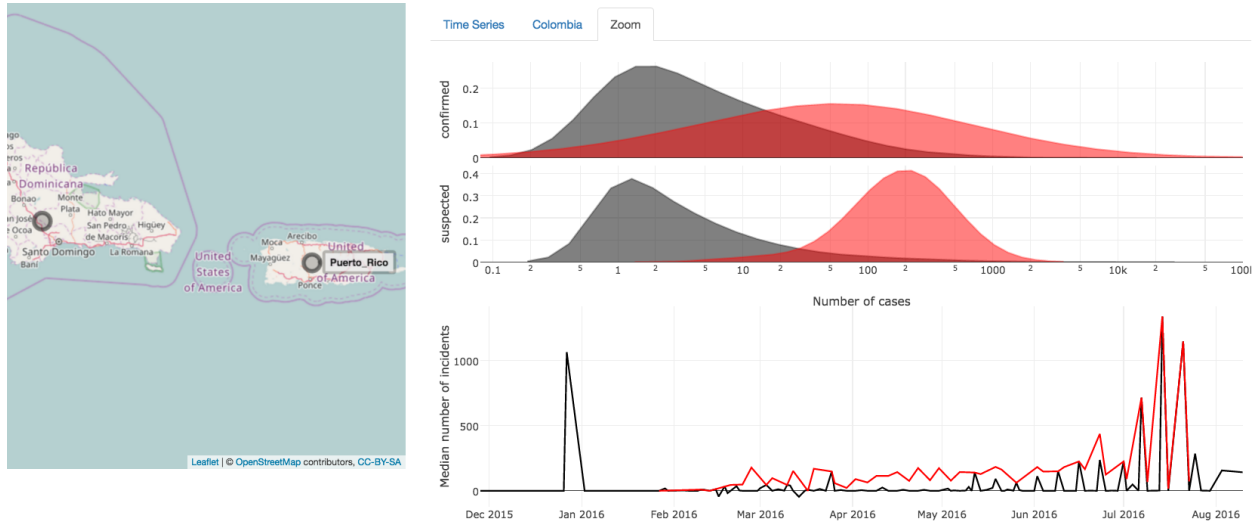 ago
os
eros
República
Dominicana
Bonao
Monte
Plata
Hato Mayor
an José
e Ocoa
San Pedro
de Macorís
Higüey
Santo Domingo
La Romana
Baní
United
States
of America
Arecibo
Moca
United
Mayagüez
Puerto_Rico
of America
Ponce
Leaflet | © OpenStreetMap contributors, CC-BY-SA
Time Series Colombia Zoom
confirmed
0.2
0.1
0
suspected
0.4
0.3
0.2
0.1
0
0.1 2 5 1 2 5 10 2 5 100 2 5 1000 2 5 10k 2 5 100
Number of cases
Median number of incidents
1000
500
0
Dec 2015 Jan 2016 Feb 2016 Mar 2016 Apr 2016 May 2016 Jun 2016 Jul 2016 Aug 2016